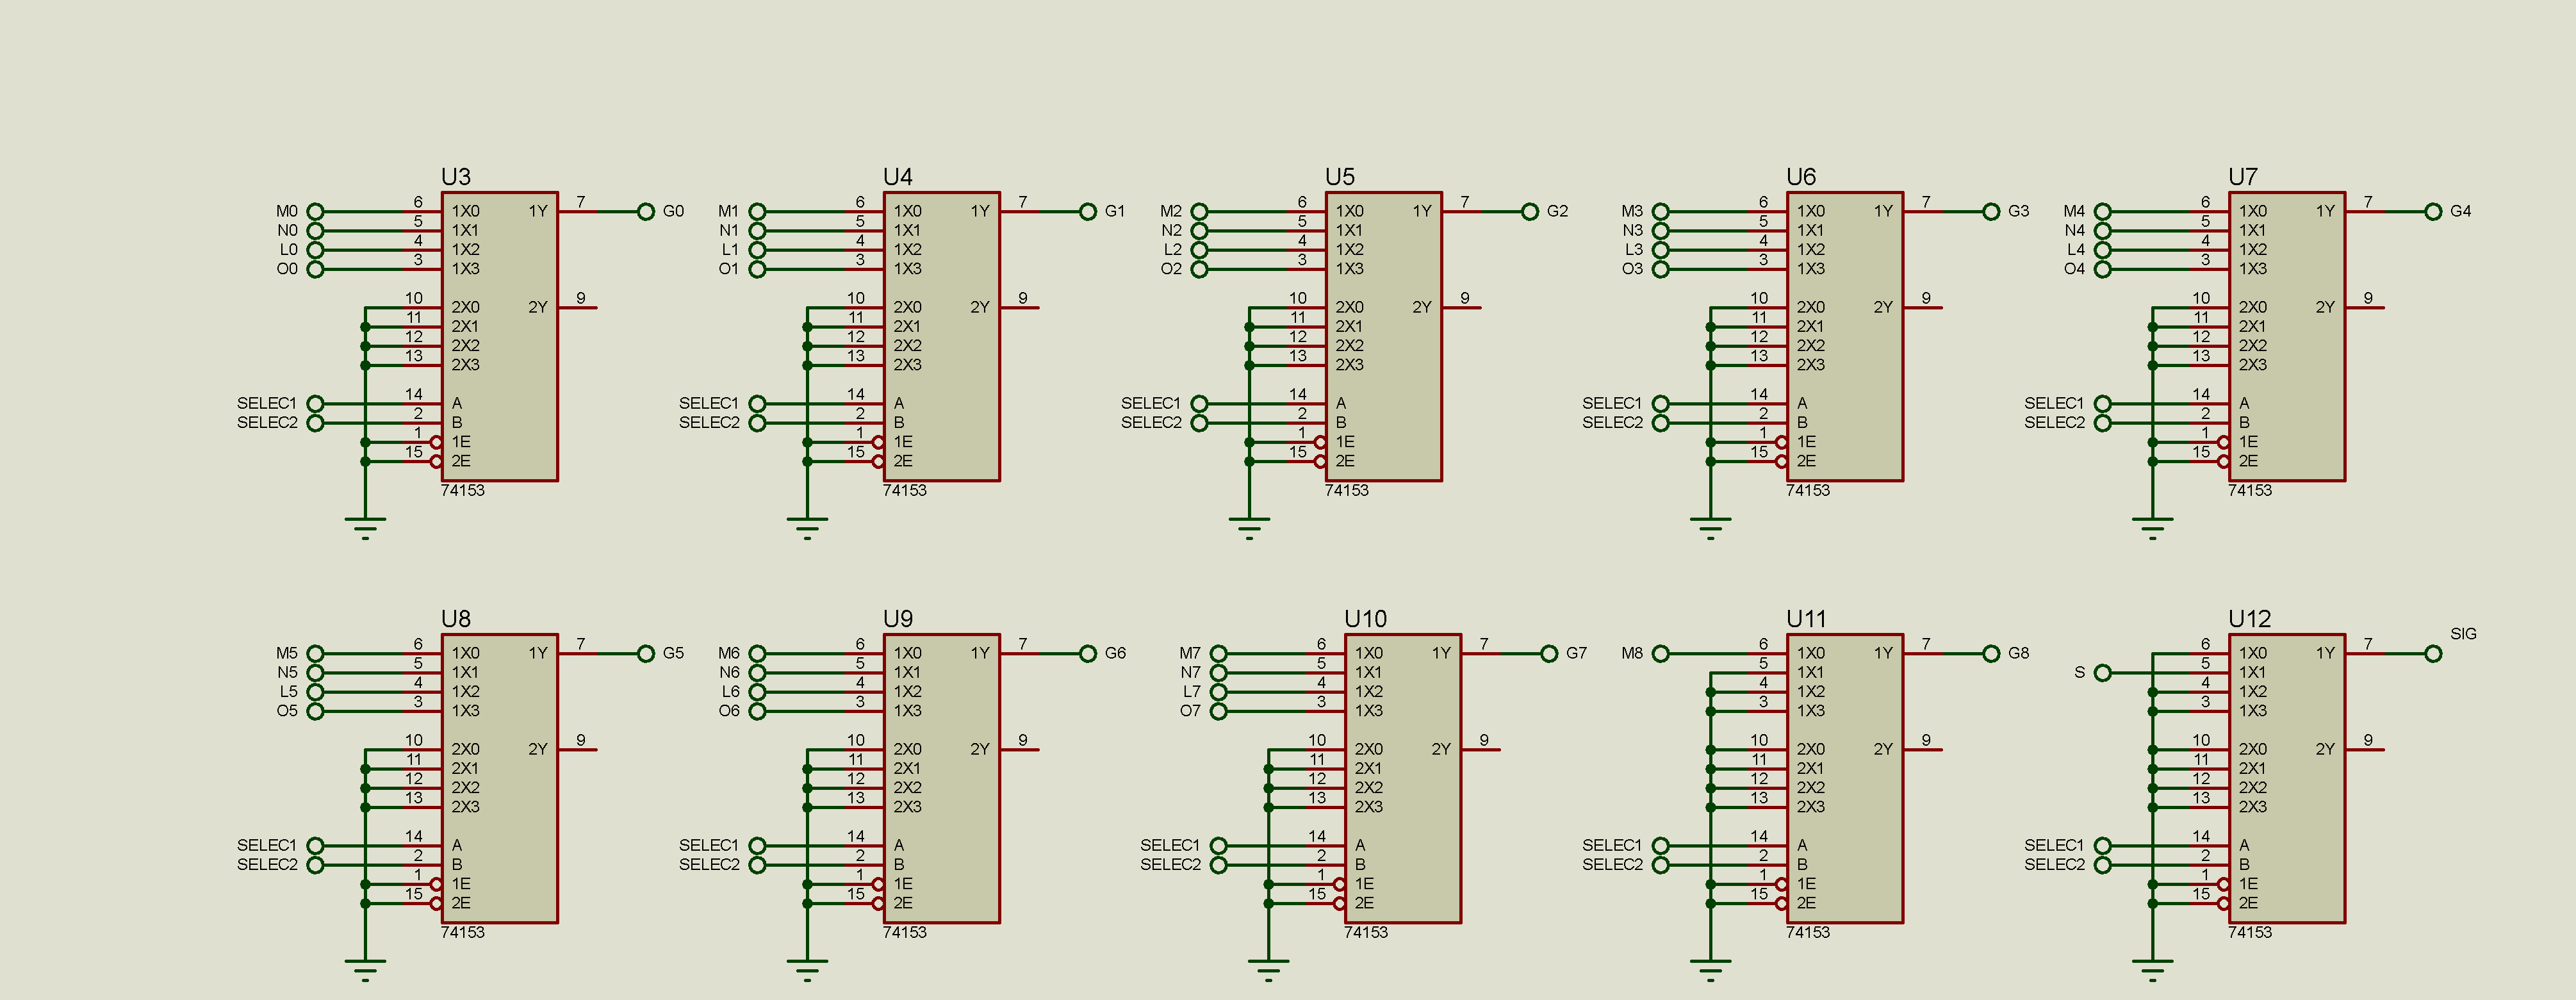 U3
M0 6 1X0 1Y 7 G0
N0 5 1X1
L0 4 1X2
O0 3 1X3
10 2X0 2Y 9
11 2X1
12 2X2
13 2X3
SELEC1 14 A
SELEC2 2 B
1 1E
15 2E
74153
U4
M1 6 1X0 1Y 7 G1
N1 5 1X1
L1 4 1X2
O1 3 1X3
10 2X0 2Y 9
11 2X1
12 2X2
13 2X3
SELEC1 14 A
SELEC2 2 B
1 1E
15 2E
74153
U5
M2 6 1X0 1Y 7 G2
N2 5 1X1
L2 4 1X2
O2 3 1X3
10 2X0 2Y 9
11 2X1
12 2X2
13 2X3
SELEC1 14 A
SELEC2 2 B
1 1E
15 2E
74153
U6
M3 6 1X0 1Y 7 G3
N3 5 1X1
L3 4 1X2
O3 3 1X3
10 2X0 2Y 9
11 2X1
12 2X2
13 2X3
SELEC1 14 A
SELEC2 2 B
1 1E
15 2E
74153
U7
M4 6 1X0 1Y 7 G4
N4 5 1X1
L4 4 1X2
O4 3 1X3
10 2X0 2Y 9
11 2X1
12 2X2
13 2X3
SELEC1 14 A
SELEC2 2 B
1 1E
15 2E
74153
U8
M5 6 1X0 1Y 7 G5
N5 5 1X1
L5 4 1X2
O5 3 1X3
10 2X0 2Y 9
11 2X1
12 2X2
13 2X3
SELEC1 14 A
SELEC2 2 B
1 1E
15 2E
74153
U9
M6 6 1X0 1Y 7 G6
N6 5 1X1
L6 4 1X2
O6 3 1X3
10 2X0 2Y 9
11 2X1
12 2X2
13 2X3
SELEC1 14 A
SELEC2 2 B
1 1E
15 2E
74153
U10
M7 6 1X0 1Y 7 G7
N7 5 1X1
L7 4 1X2
O7 3 1X3
10 2X0 2Y 9
11 2X1
12 2X2
13 2X3
SELEC1 14 A
SELEC2 2 B
1 1E
15 2E
74153
U11
M8 6 1X0 1Y 7 G8
5 1X1
4 1X2
3 1X3
10 2X0 2Y 9
11 2X1
12 2X2
13 2X3
SELEC1 14 A
SELEC2 2 B
1 1E
15 2E
74153
U12
6 1X0 1Y 7 SIG
S 5 1X1
4 1X2
3 1X3
10 2X0 2Y 9
11 2X1
12 2X2
13 2X3
SELEC1 14 A
SELEC2 2 B
1 1E
15 2E
74153